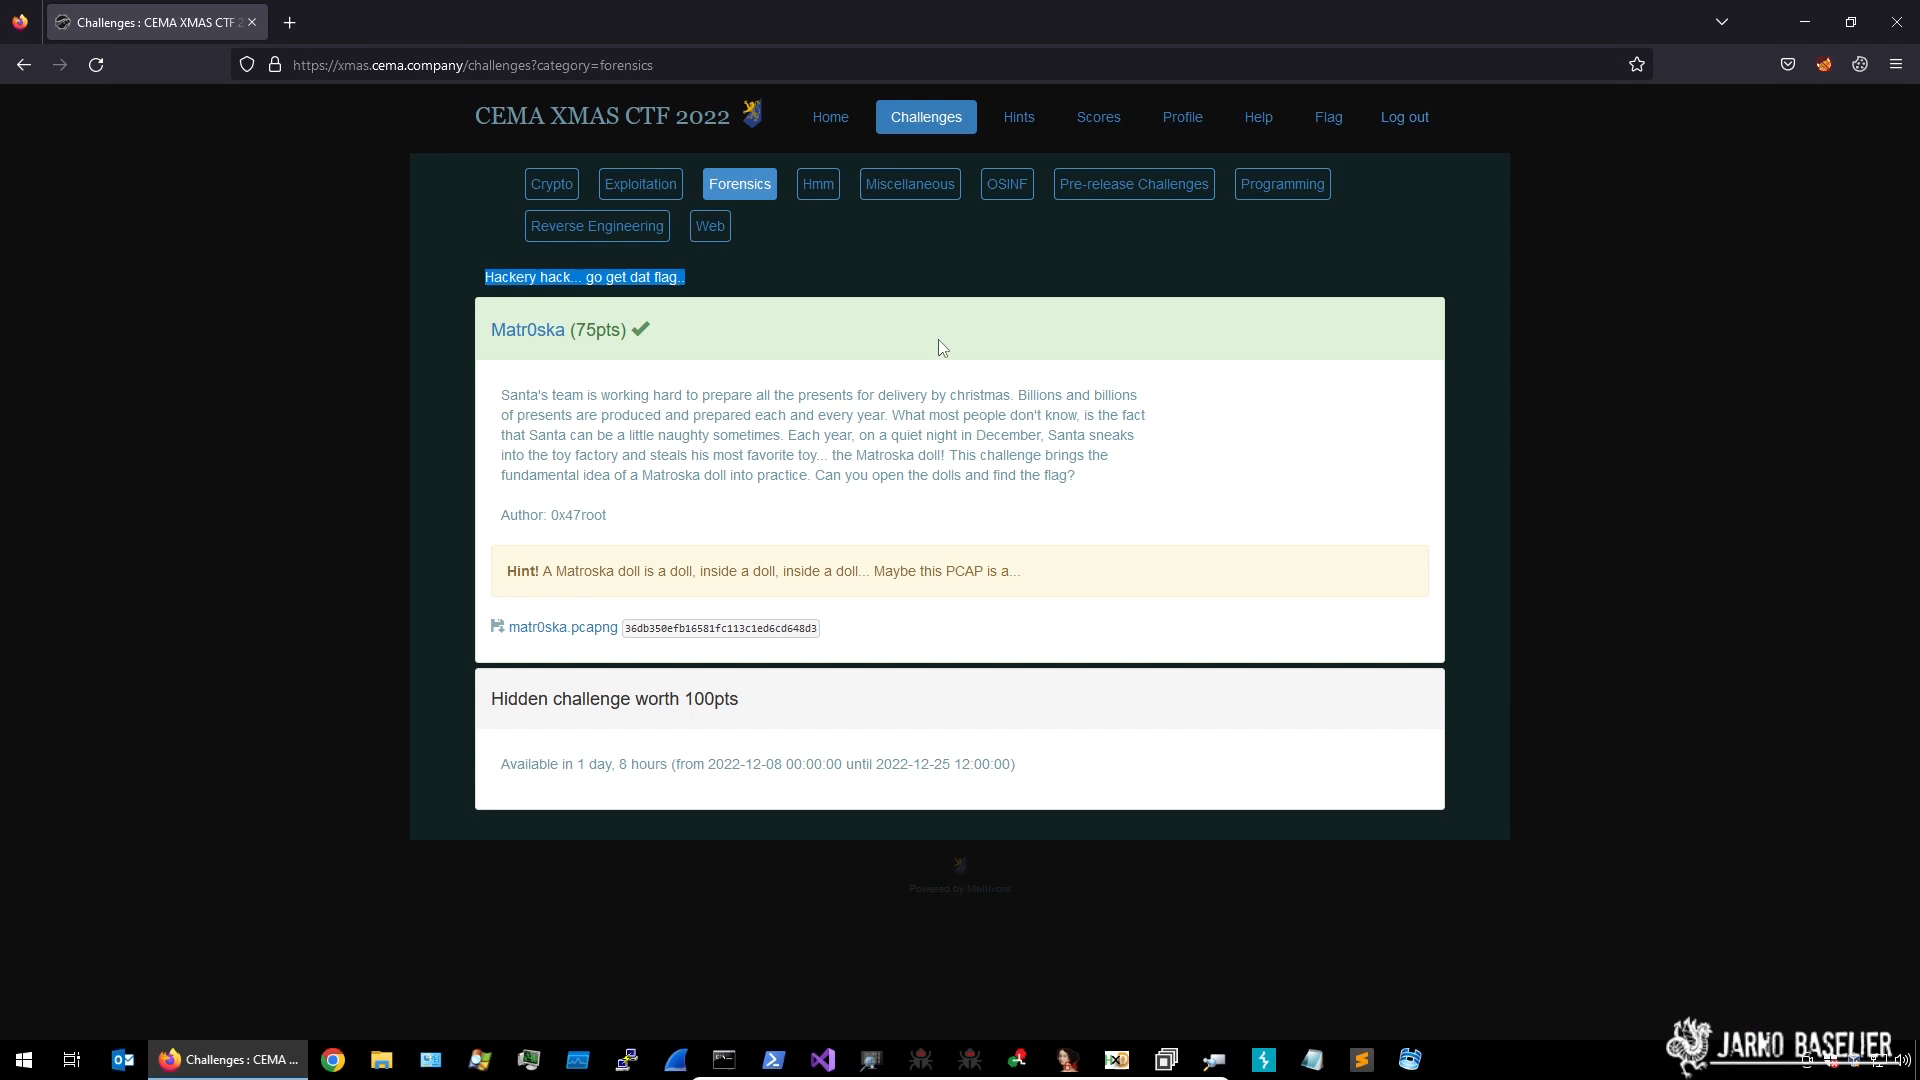 Challenges : CEMA XMAS CTF 2
https://xmas.cema.company/challenges?category=forensics
CEMA XMAS CTF 2022
Home
Challenges
Hints
Scores
Profile
Help
Flag
Log out
Crypto
Exploitation
Forensics
Hmm
Miscellaneous
OSINF
Pre-release Challenges
Programming
Reverse Engineering
Web
Hackery hack... go get dat flag..
Matr0ska (75pts)
Santa's team is working hard to prepare all the presents for delivery by christmas. Billions and billions
of presents are produced and prepared each and every year. What most people don't know, is the fact
that Santa can be a little naughty sometimes. Each year, on a quiet night in December, Santa sneaks
into the toy factory and steals his most favorite toy... the Matroska doll! This challenge brings the
fundamental idea of a Matroska doll into practice. Can you open the dolls and find the flag?
Author: 0x47root
Hint! A Matroska doll is a doll, inside a doll, inside a doll... Maybe this PCAP is a...
matr0ska.pcapng 36db350efb16581fc113c1ed6cd648d3
Hidden challenge worth 100pts
Available in 1 day, 8 hours (from 2022-12-08 00:00:00 until 2022-12-25 12:00:00)
Powered by Mellivora
Challenges : CEMA ...
JARNO BASELIER